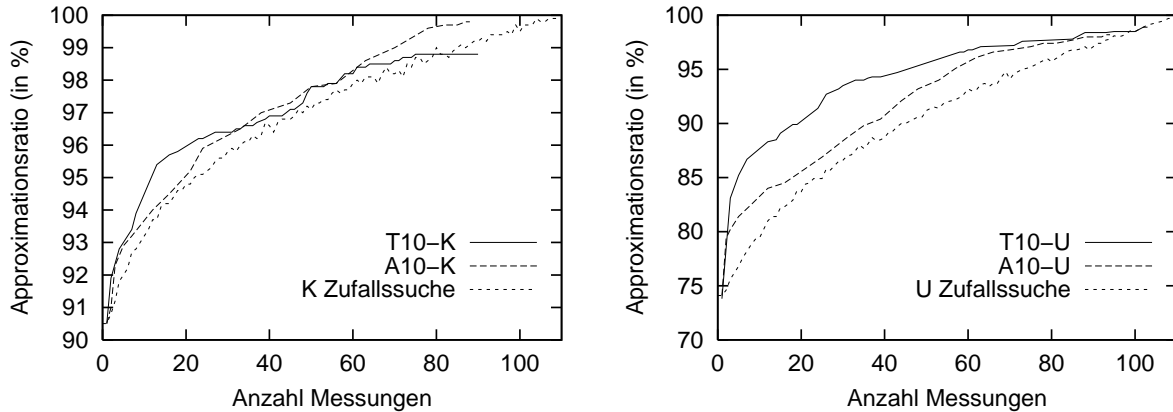 Approximationsratio (in %)
100
99
98
97
96
95
94
93
92
91
90
T10−K
A10−K
K Zufallssuche
0 20 40 60 80 100
Anzahl Messungen
Approximationsratio (in %)
100
95
90
85
80
75
70
T10−U
A10−U
U Zufallssuche
0 20 40 60 80 100
Anzahl Messungen